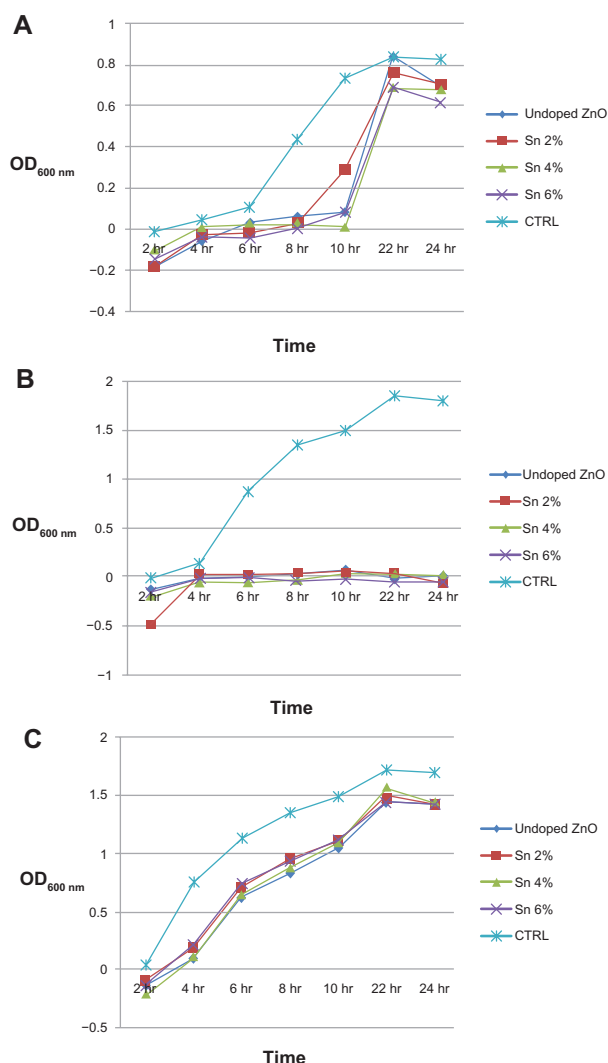 A
1
0.8
0.6
0.4
0.2
0
−0.2
−0.4
OD600 nm
2 hr 4 hr 6 hr 8 hr 10 hr 22 hr 24 hr
Time
Undoped ZnO
Sn 2%
Sn 4%
Sn 6%
CTRL
B
2
1.5
1
0.5
0
−0.5
−1
OD600 nm
2 hr 4 hr 6 hr 8 hr 10 hr 22 hr 24 hr
Time
Undoped ZnO
Sn 2%
Sn 4%
Sn 6%
CTRL
C
2
1.5
1
0.5
0
−0.5
OD600 nm
2 hr 4 hr 6 hr 8 hr 10 hr 22 hr 24 hr
Time
Undoped ZnO
Sn 2%
Sn 4%
Sn 6%
CTRL